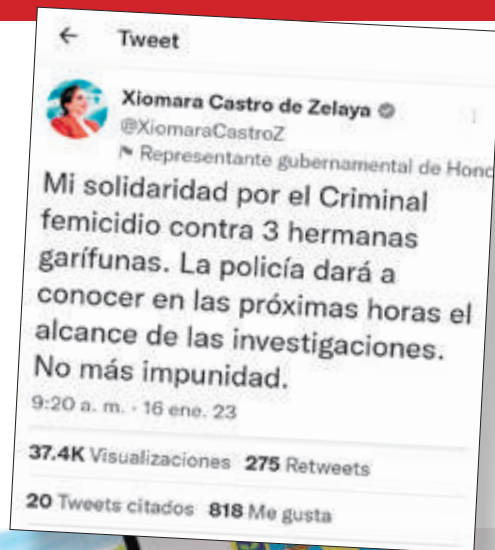 ← Tweet
Xiomara Castro de Zelaya
@XiomaraCastroZ
Representante gubernamental de Hond
Mi solidaridad por el Criminal
femicidio contra 3 hermanas
garífunas. La policía dará a
conocer en las próximas horas el
alcance de las investigaciones.
No más impunidad.
9:20 a. m. · 16 ene. 23
37.4K Visualizaciones 275 Retweets
20 Tweets citados 818 Me gusta